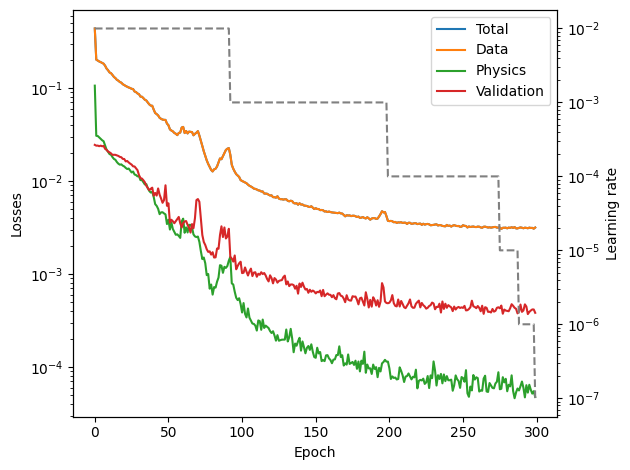 Total
Data
Physics
Validation
10⁻¹
10⁻²
10⁻³
10⁻⁴
Losses
10⁻²
10⁻³
10⁻⁴
10⁻⁵
10⁻⁶
10⁻⁷
Learning rate
0 50 100 150 200 250 300
Epoch